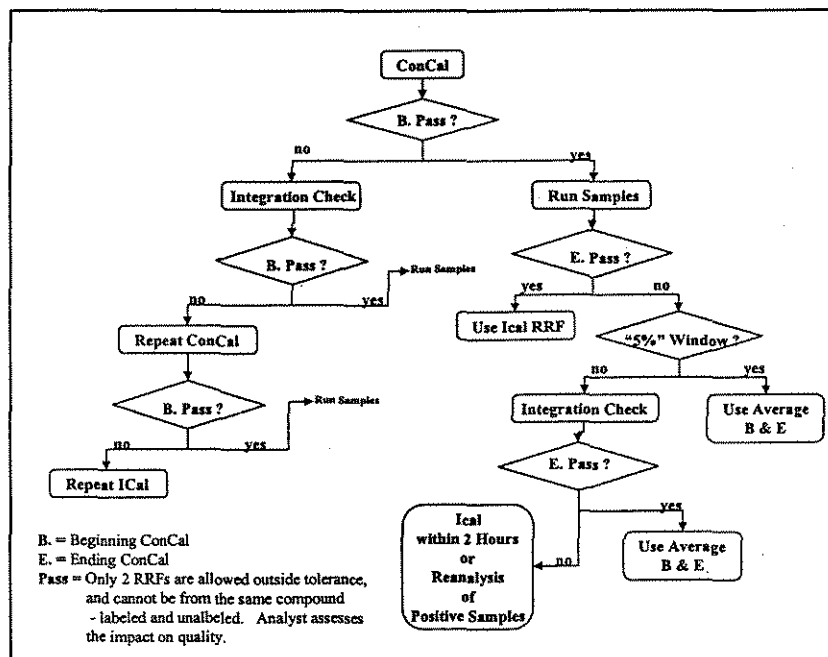 ConCal
B. Pass ?
no
yes
Integration Check
Run Samples
B. Pass ?
E. Pass ?
Run Samples
no
yes
yes
no
Repeat ConCal
Use Ical RRF
"5%" Window ?
B. Pass ?
Run Samples
no
yes
Integration Check
Use Average
B & E
no
yes
E. Pass ?
Repeat ICal
yes
Ical
within 2 Hours
or
Reanalysis
of
Positive Samples
no
Use Average
B & E
B. = Beginning ConCal
E. = Ending ConCal
Pass = Only 2 RRFs are allowed outside tolerance,
and cannot be from the same compound
- labeled and unalbeled. Analyst assesses
the impact on quality.